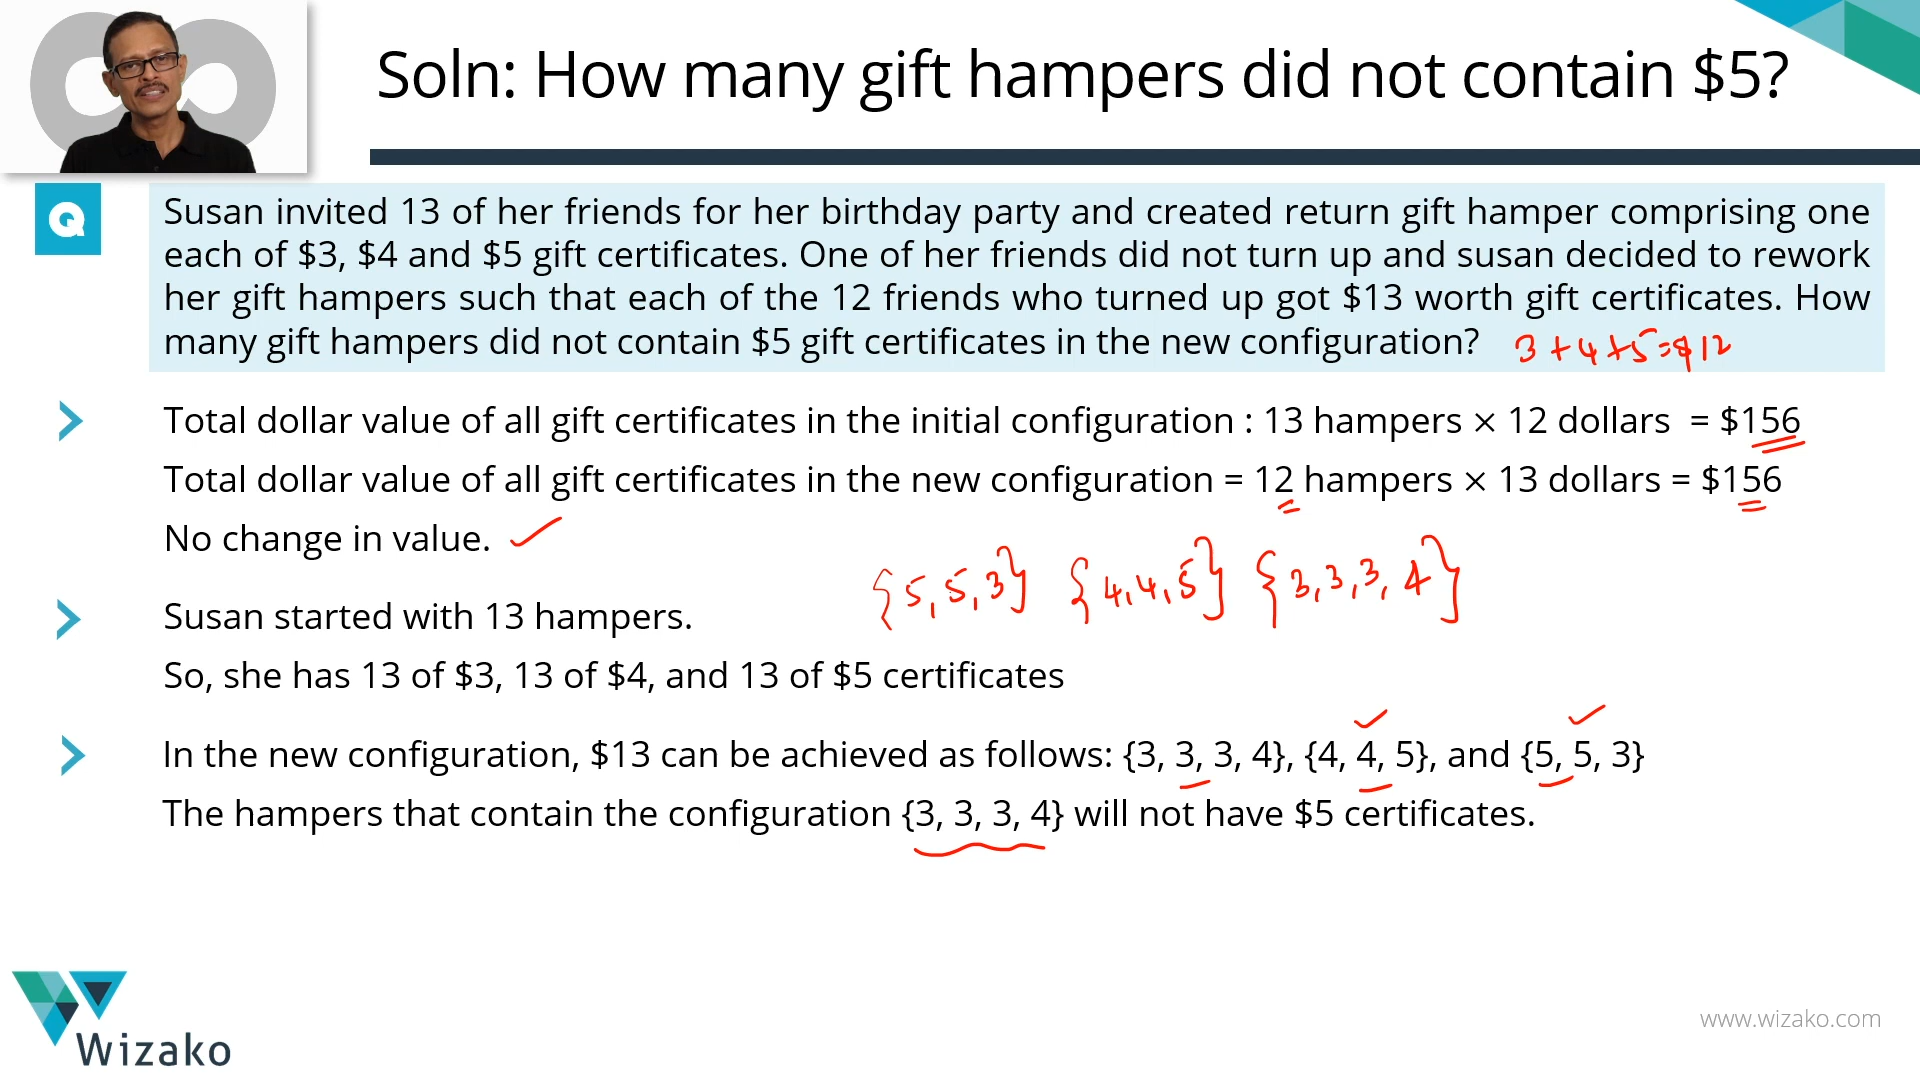 Soln: How many gift hampers did not contain $5?
Q
Susan invited 13 of her friends for her birthday party and created return gift hamper comprising one
each of $3, $4 and $5 gift certificates. One of her friends did not turn up and susan decided to rework
her gift hampers such that each of the 12 friends who turned up got $13 worth gift certificates. How
many gift hampers did not contain $5 gift certificates in the new configuration? 3+4+5=$12
Total dollar value of all gift certificates in the initial configuration : 13 hampers × 12 dollars = $156
Total dollar value of all gift certificates in the new configuration = 12 hampers × 13 dollars = $156
No change in value.
{5,5,3} {4,4,5} {3,3,3,4}
Susan started with 13 hampers.
So, she has 13 of $3, 13 of $4, and 13 of $5 certificates
In the new configuration, $13 can be achieved as follows: {3, 3, 3, 4}, {4, 4, 5}, and {5, 5, 3}
The hampers that contain the configuration {3, 3, 3, 4} will not have $5 certificates.
Wizako
www.wizako.com